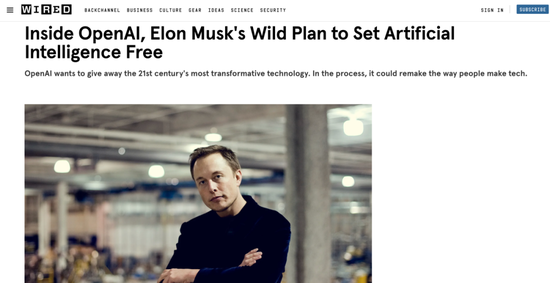 WIRED
BACKCHANNEL BUSINESS CULTURE GEAR IDEAS SCIENCE SECURITY
SIGN IN
SUBSCRIBE
Inside OpenAI, Elon Musk's Wild Plan to Set Artificial
Intelligence Free
OpenAI wants to give away the 21st century's most transformative technology. In the process, it could remake the way people make tech.